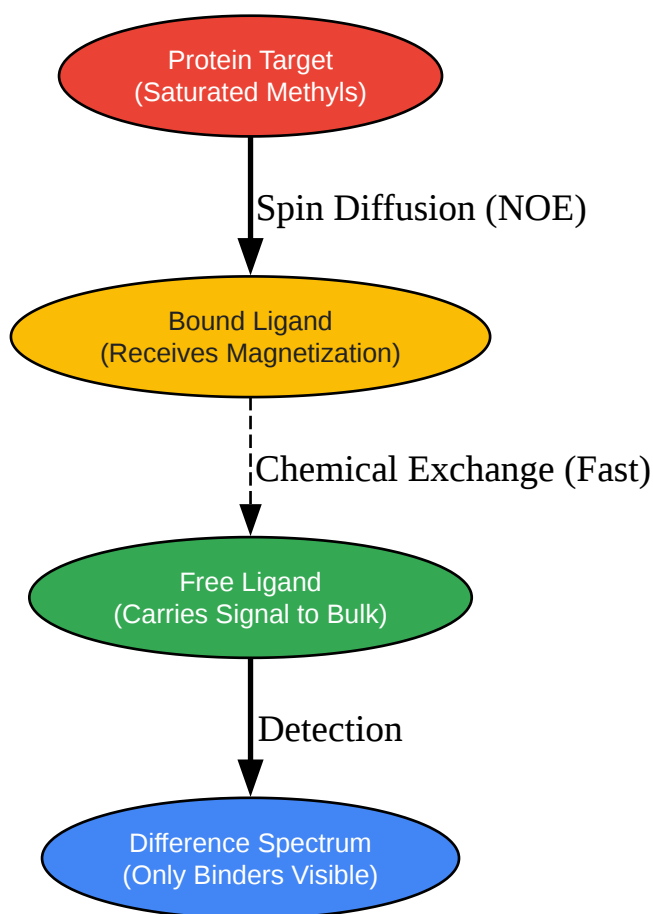 Protein Target
(Saturated Methyls)
Spin Diffusion (NOE)
Bound Ligand
(Receives Magnetization)
Chemical Exchange (Fast)
Free Ligand
(Carries Signal to Bulk)
Detection
Difference Spectrum
(Only Binders Visible)